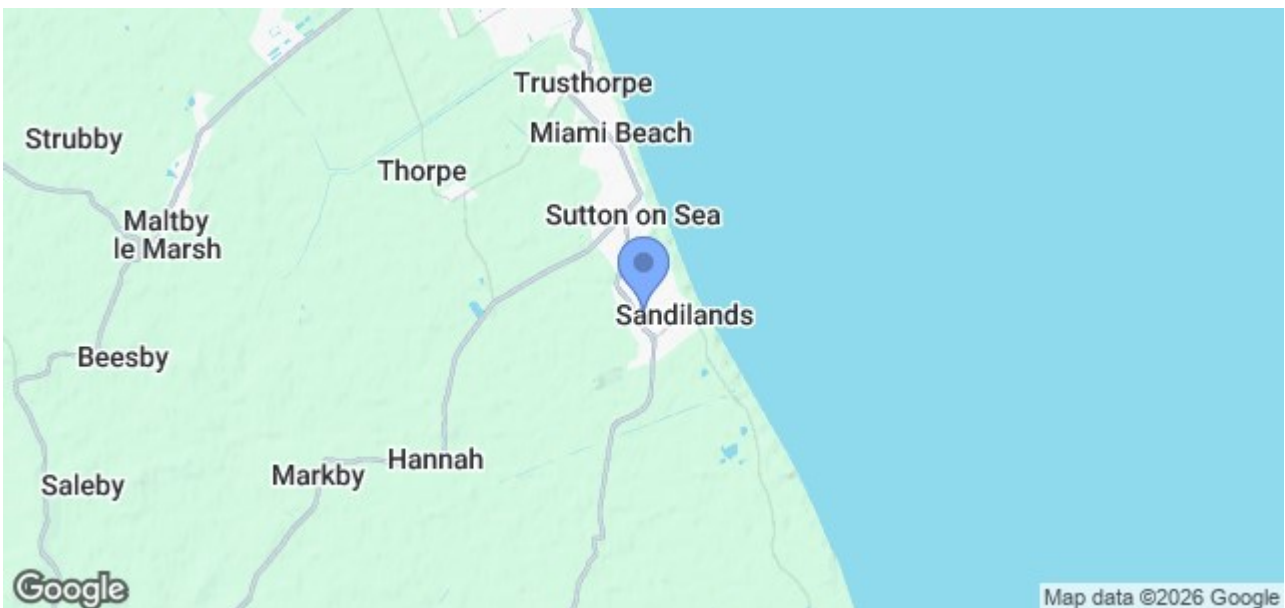 Trusthorpe
Miami Beach
Strubby
Thorpe
Sutton on Sea
Maltby
le Marsh
Sandilands
Beesby
Hannah
Markby
Saleby
Google
Map data ©2026 Google